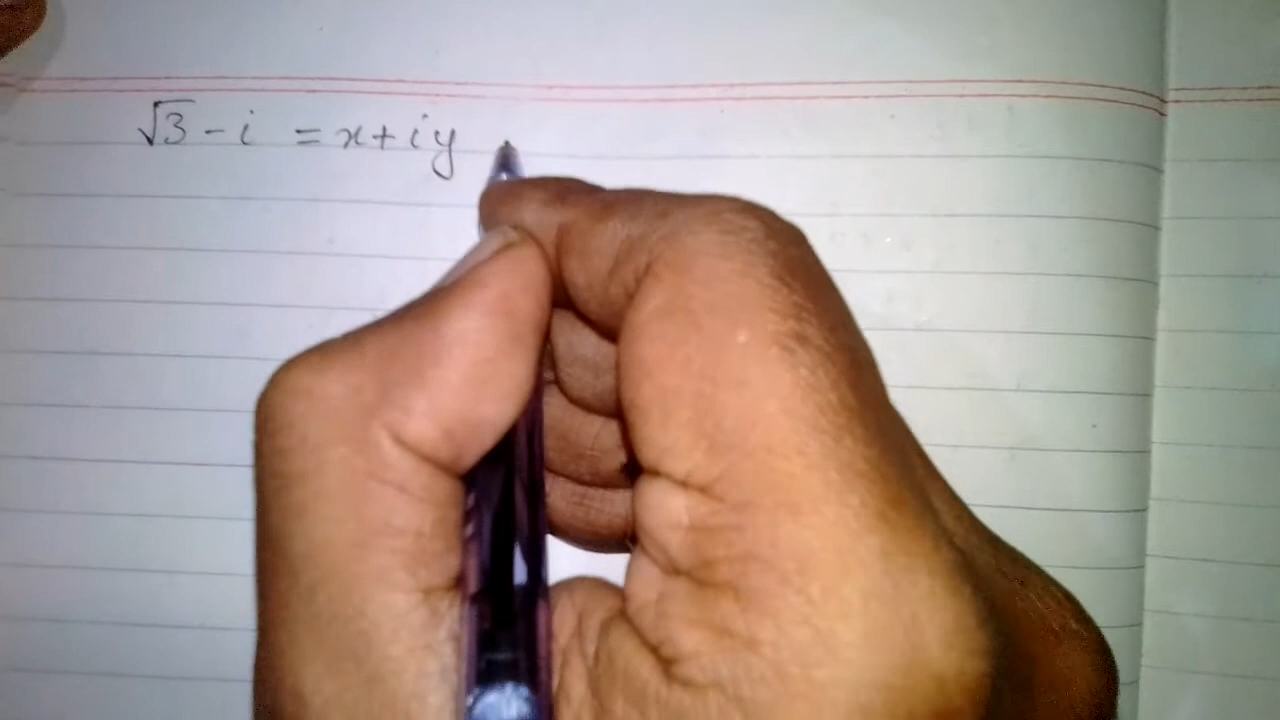 √3 - i = x + iy